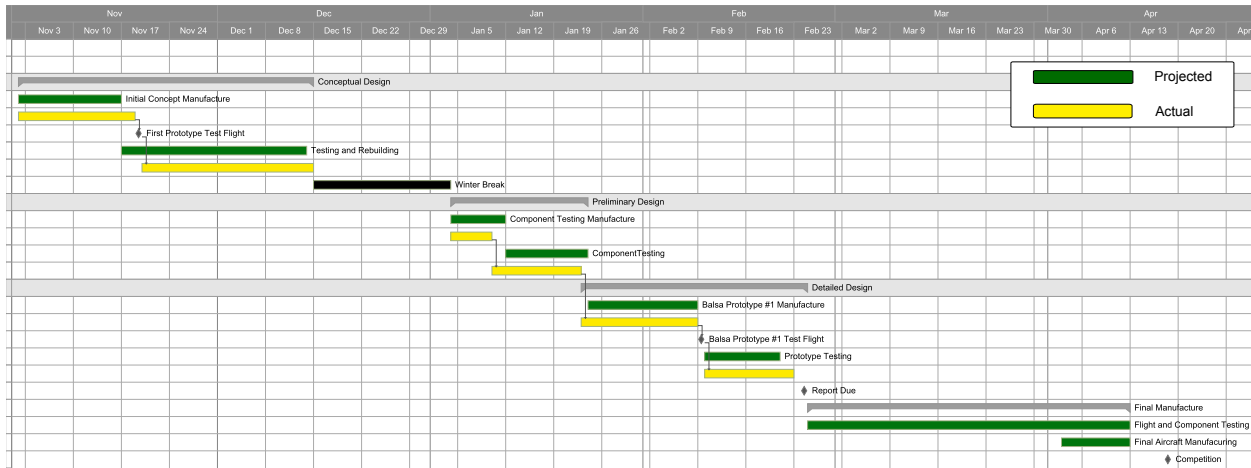 Nov Dec Jan Feb Mar Apr
Nov 3 Nov 10 Nov 17 Nov 24 Dec 1 Dec 8 Dec 15 Dec 22 Dec 29 Jan 5 Jan 12 Jan 19 Jan 26 Feb 2 Feb 9 Feb 16 Feb 23 Mar 2 Mar 9 Mar 16 Mar 23 Mar 30 Apr 6 Apr 13 Apr 20 Apr
Projected
Conceptual Design
Initial Concept Manufacture
Actual
First Prototype Test Flight
Testing and Rebuilding
Winter Break
Preliminary Design
Component Testing Manufacture
ComponentTesting
Detailed Design
Balsa Prototype #1 Manufacture
Balsa Prototype #1 Test Flight
Prototype Testing
Report Due
Final Manufacture
Flight and Component Testing
Final Aircraft Manufacuring
Competition